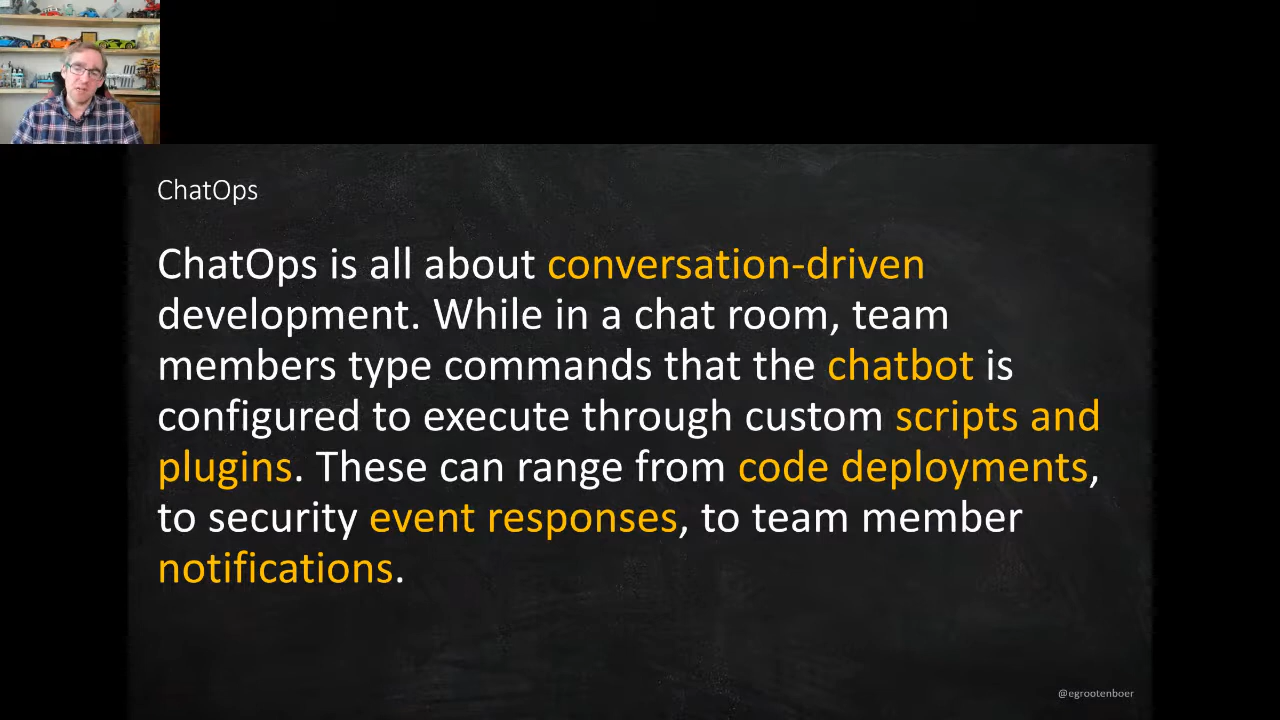 ChatOps
ChatOps is all about conversation-driven
development. While in a chat room, team
members type commands that the chatbot is
configured to execute through custom scripts and
plugins. These can range from code deployments,
to security event responses, to team member
notifications.
@egrootenboer